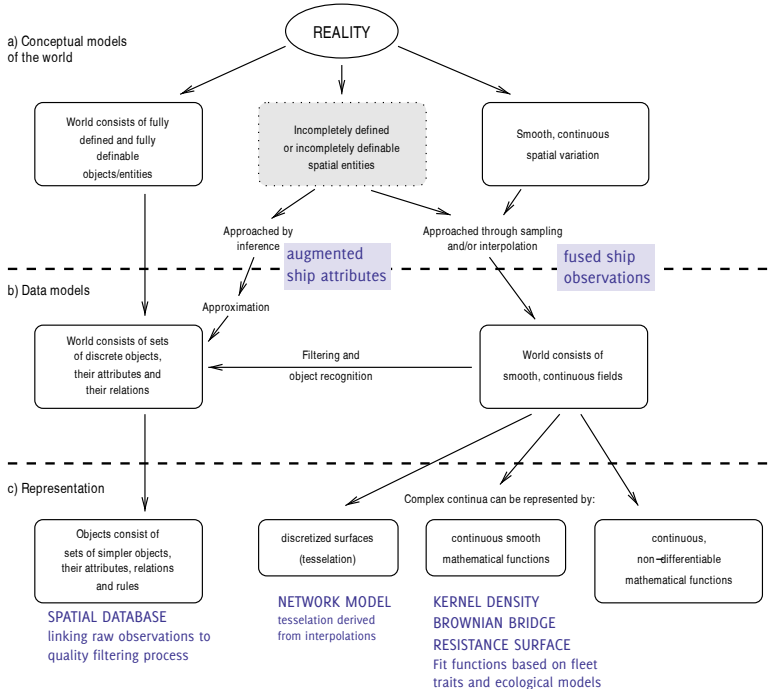 REALITY
a) Conceptual models
of the world
World consists of fully
defined and fully
definable
objects/entities
Incompletely defined
or incompletely definable
spatial entities
Smooth, continuous
spatial variation
Approached by
inference
augmented
ship attributes
Approached through sampling
and/or interpolation
fused ship
observations
b) Data models
Approximation
World consists of sets
of discrete objects,
their attributes and
their relations
Filtering and
object recognition
World consists of
smooth, continuous fields
c) Representation
Complex continua can be represented by:
Objects consist of
sets of simpler objects,
their attributes, relations
and rules
discretized surfaces
(tesselation)
continuous smooth
mathematical functions
continuous,
non-differentiable
mathematical functions
SPATIAL DATABASE
linking raw observations to
quality filtering process
NETWORK MODEL
tesselation derived
from interpolations
KERNEL DENSITY
BROWNIAN BRIDGE
RESISTANCE SURFACE
Fit functions based on fleet
traits and ecological models